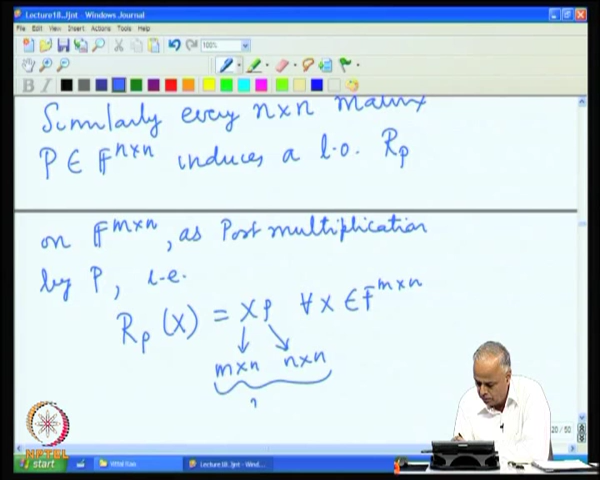 Lecture18.Jnt - Windows Journal
File Edit View Insert Actions Tools Help
100%
B I
Similarly every n×n matrix
P ∈ F^{n×n} induces a l.o. R_P
on F^{m×n}, as Post multiplication
by P, i.e.
R_P (X) = XP ∀ X ∈ F^{m×n}
m×n n×n
20 / 50
NPTEL
start
Lecture18.Jnt - Wind...